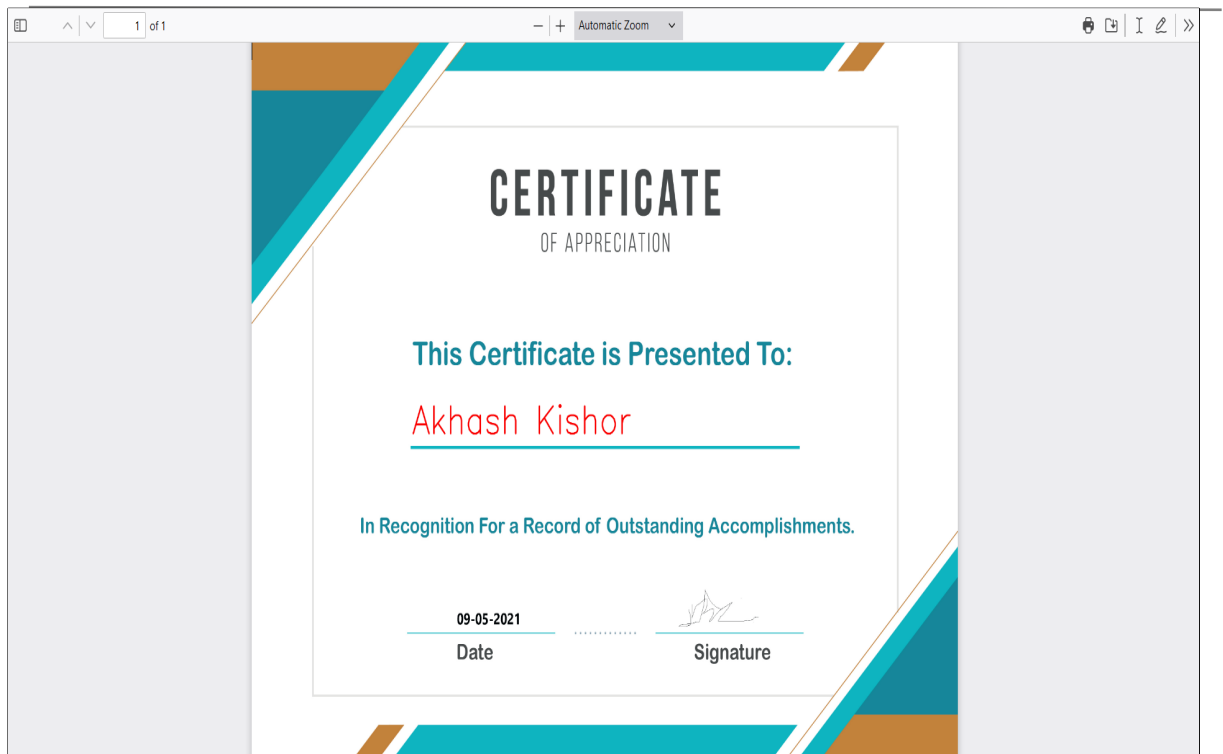 1 of 1
Automatic Zoom
CERTIFICATE
OF APPRECIATION
This Certificate is Presented To:
Akhash Kishor
In Recognition For a Record of Outstanding Accomplishments.
09-05-2021
Date Signature